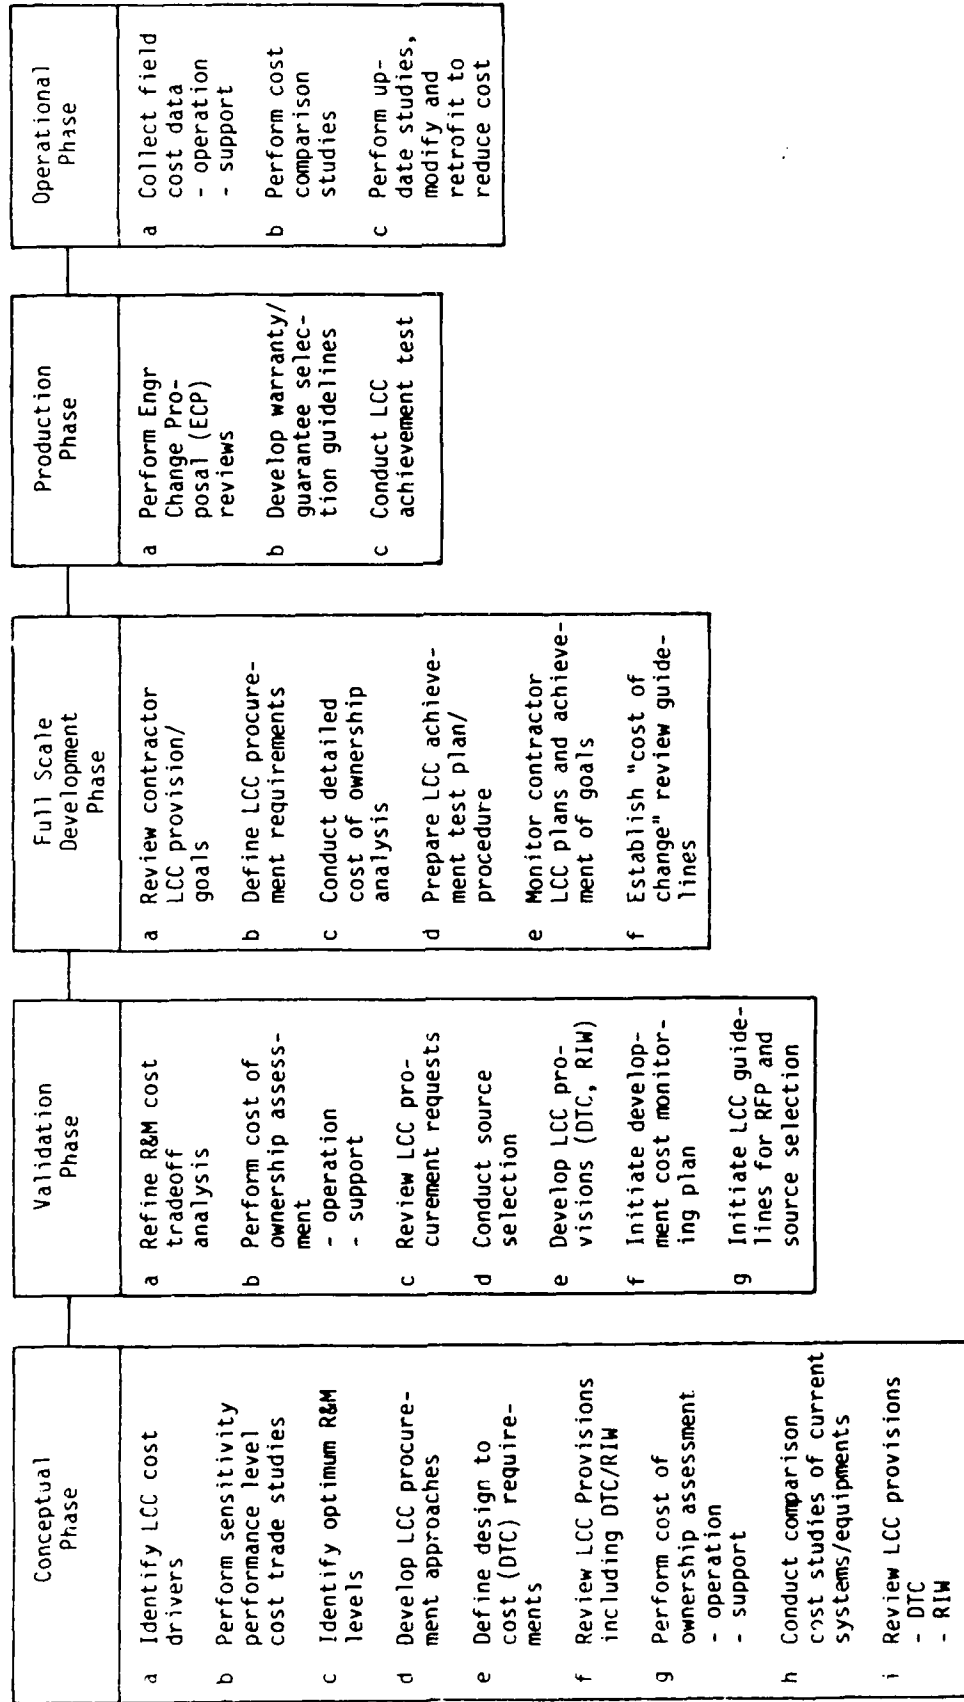 Conceptual
Phase
a Identify LCC cost
drivers
b Perform sensitivity
performance level
cost trade studies
c Identify optimum R&M
levels
d Develop LCC procure-
ment approaches
e Define design to
cost (DTC) require-
ments
f Review LCC Provisions
including DTC/RIW
g Perform cost of
ownership assessment
- operation
- support
h Conduct comparison
cost studies of current
systems/equipments
i Review LCC provisions
- DTC
- RIW
Validation
Phase
a Refine R&M cost
tradeoff
analysis
b Perform cost of
ownership assess-
ment
- operation
- support
c Review LCC pro-
curement requests
d Conduct source
selection
e Develop LCC pro-
visions (DTC, RIW)
f Initiate develop-
ment cost monitor-
ing plan
g Initiate LCC guide-
lines for RFP and
source selection
Full Scale
Development
Phase
a Review contractor
LCC provision/
goals
b Define LCC procure-
ment requirements
c Conduct detailed
cost of ownership
analysis
d Prepare LCC achieve-
ment test plan/
procedure
e Monitor contractor
LCC plans and achieve-
ment of goals
f Establish "cost of
change" review guide-
lines
Production
Phase
a Perform Engr
Change Pro-
posal (ECP)
reviews
b Develop warranty/
guarantee selec-
tion guidelines
c Conduct LCC
achievement test
Operational
Phase
a Collect field
cost data
- operation
- support
b Perform cost
comparison
studies
c Perform up-
date studies,
modify and
retrofit to
reduce cost